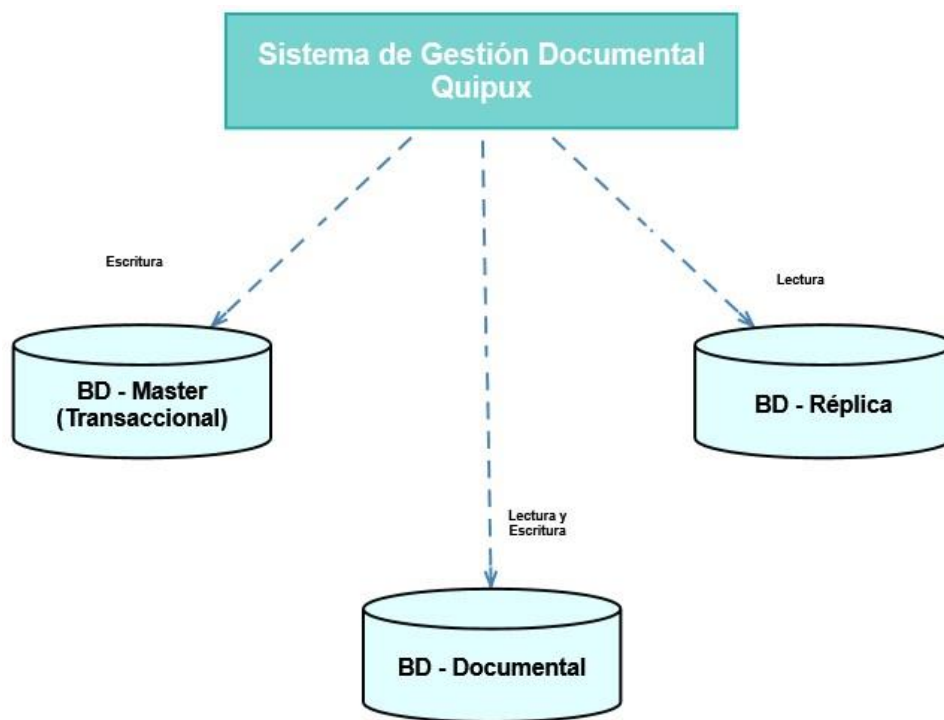 Sistema de Gestión Documental
Quipux
Escritura
Lectura
BD - Master
(Transaccional)
BD - Réplica
Lectura y
Escritura
BD - Documental